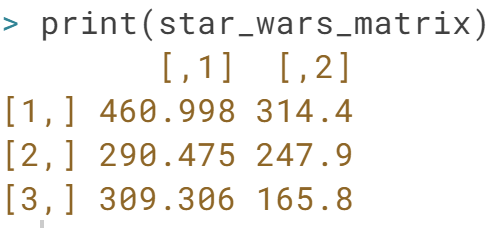 > print(star_wars_matrix)
        [,1]  [,2]
[1,] 460.998 314.4
[2,] 290.475 247.9
[3,] 309.306 165.8